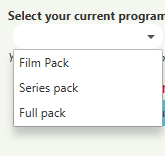 Select your current program
Film Pack
Series pack
Full pack